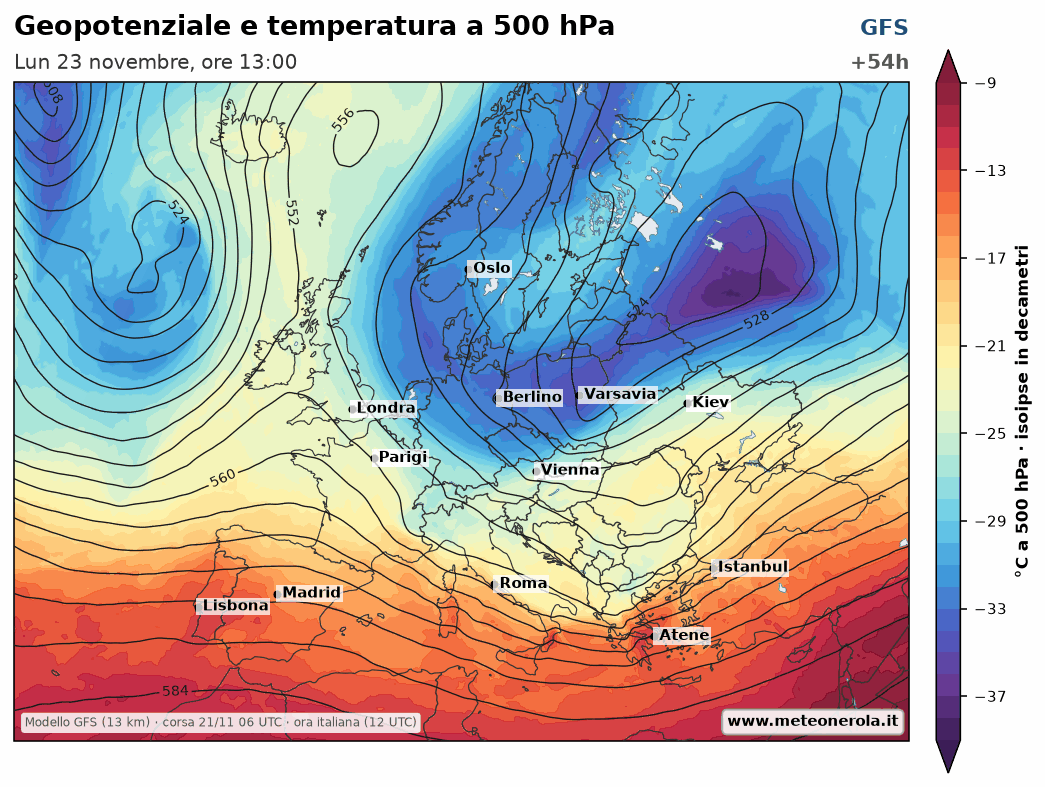 Geopotenziale e temperatura a 500 hPa
GFS
Lun 23 novembre, ore 13:00
+54h
508
556
524
552
Oslo
524
528
Berlino
Varsavia
Londra
Kiev
Parigi
Vienna
560
Istanbul
Roma
Madrid
Lisbona
Atene
584
Modello GFS (13 km) · corsa 21/11 06 UTC · ora italiana (12 UTC)
www.meteonerola.it
−9
−13
−17
−21
−25
−29
−33
−37
°C a 500 hPa · isoipse in decametri